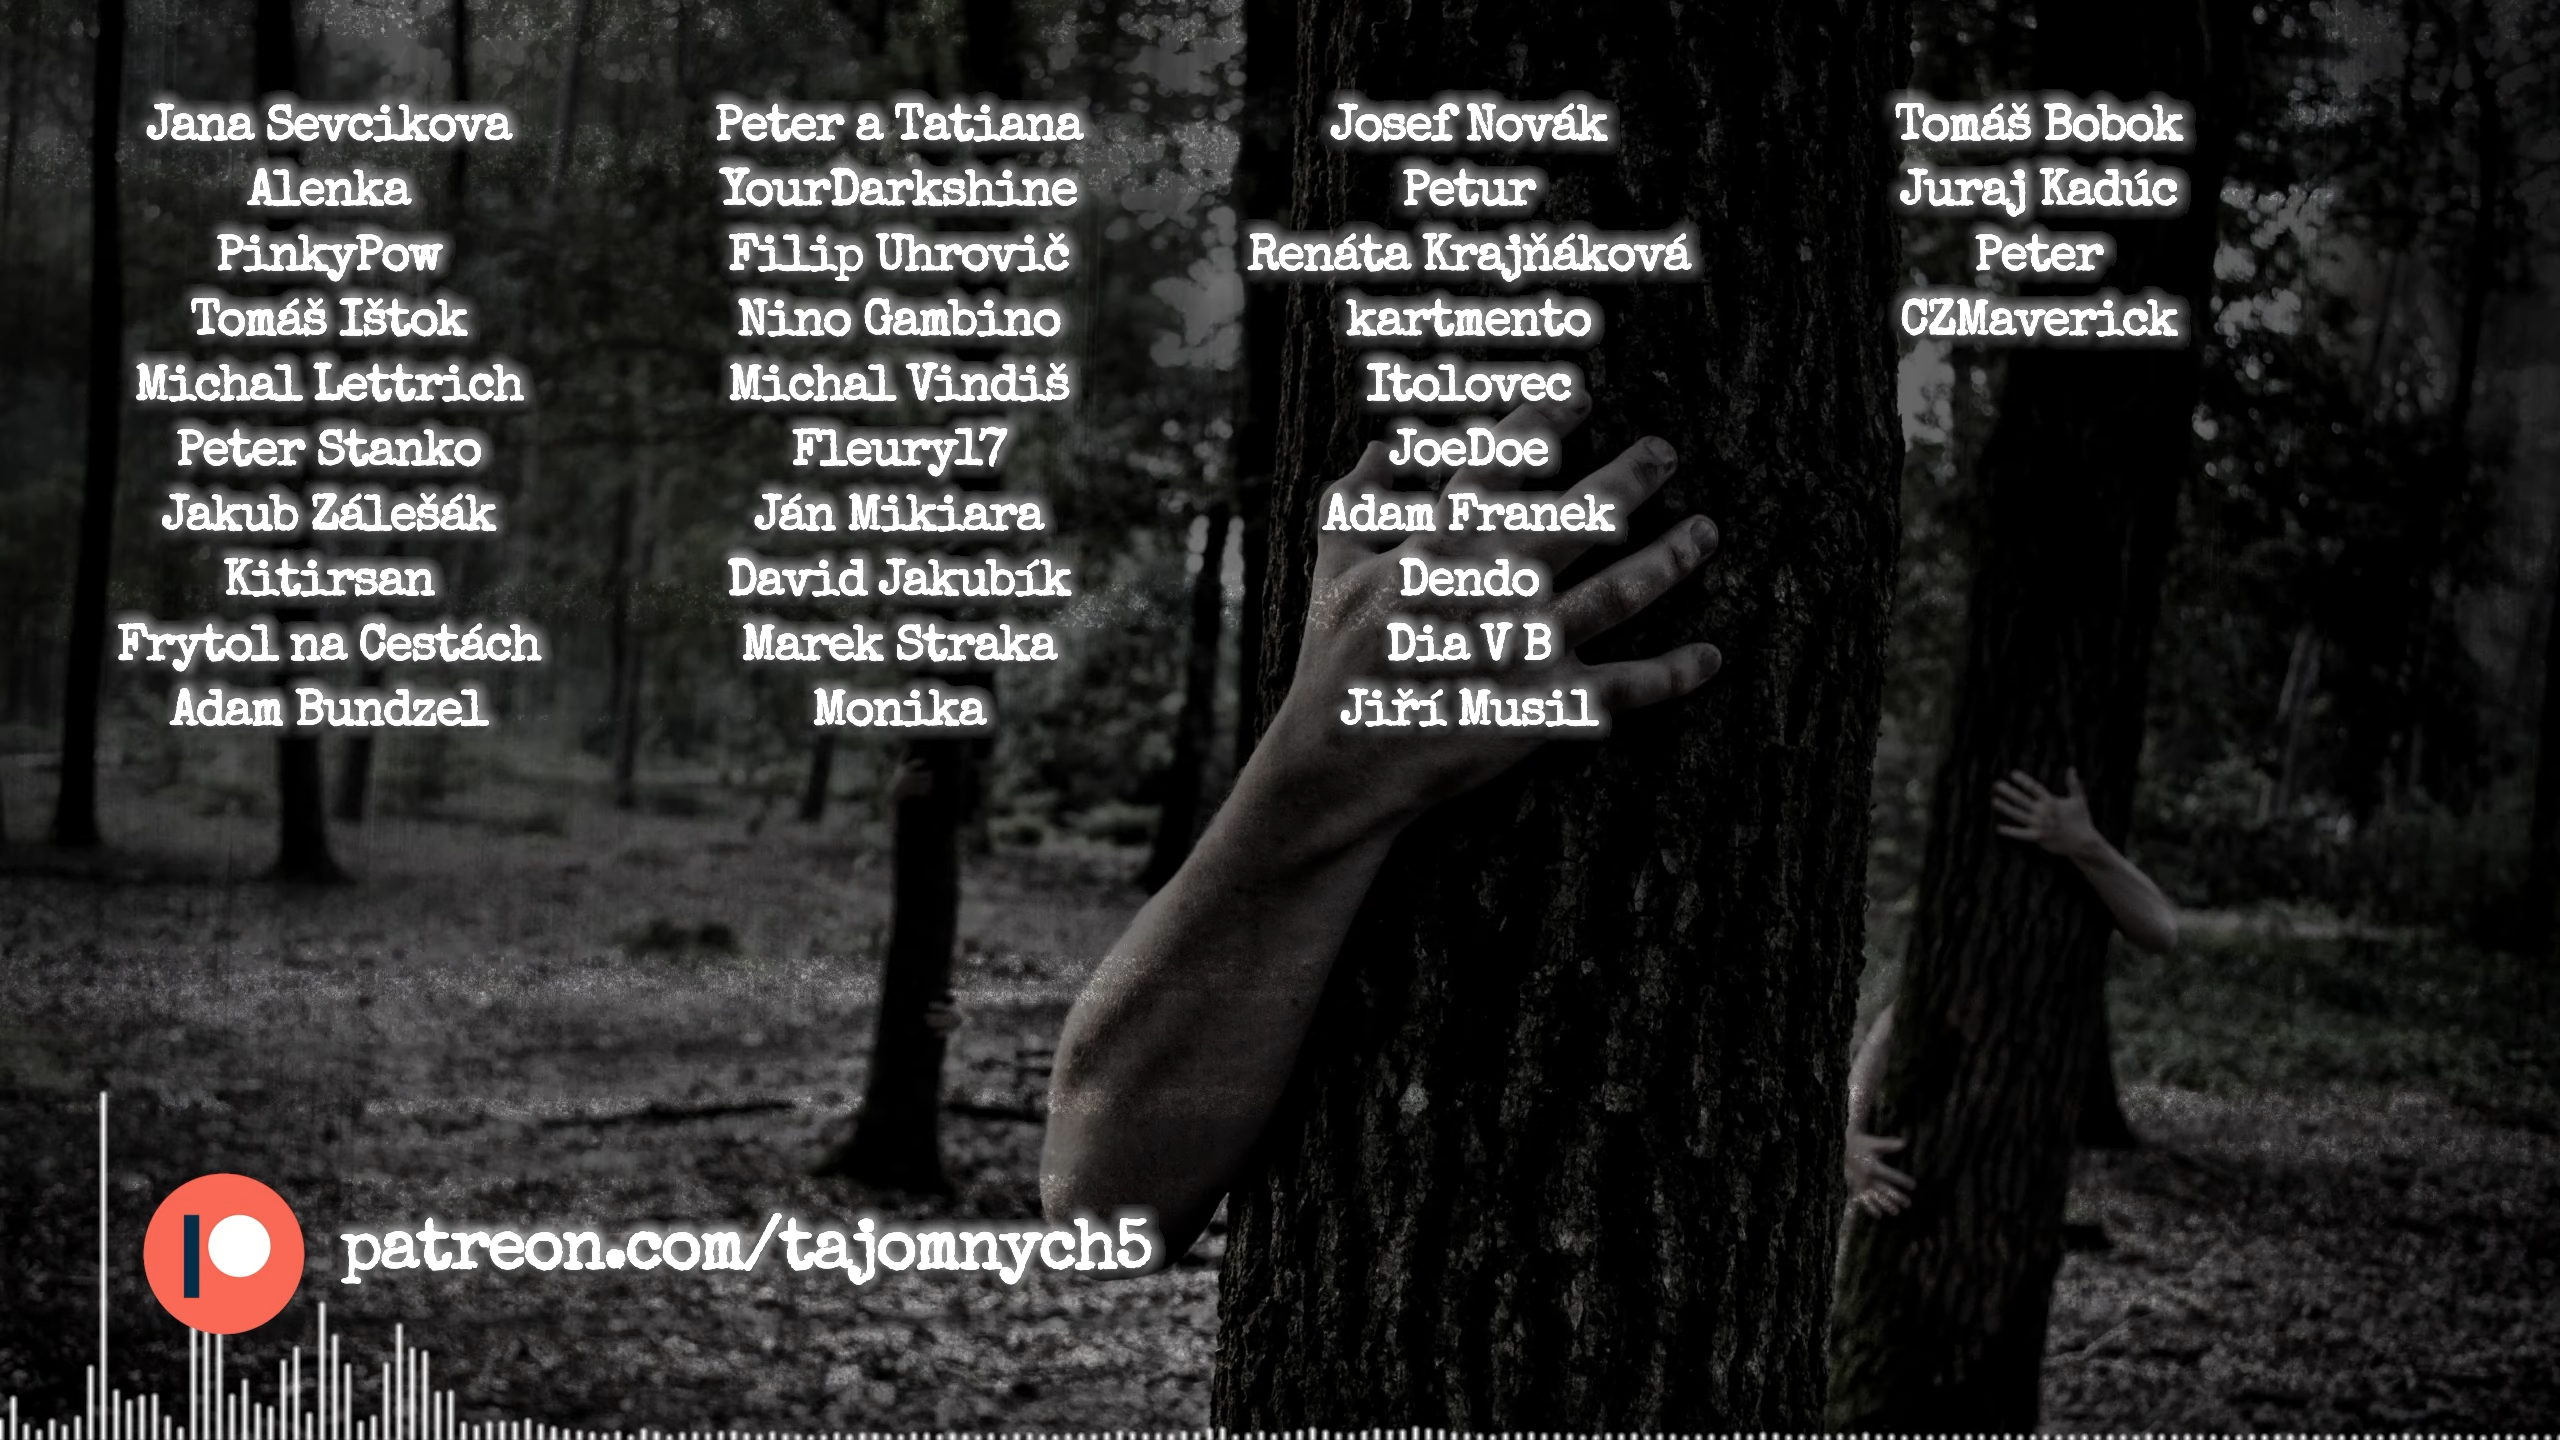 Jana Sevcikova
Alenka
PinkyPow
Tomáš Ištok
Michal Lettrich
Peter Stanko
Jakub Zálešák
Kitirsan
Frytol na Cestách
Adam Bundzel
Peter a Tatiana
YourDarkshine
Filip Uhrovič
Nino Gambino
Michal Vindiš
Fleury17
Ján Mikiara
David Jakubík
Marek Straka
Monika
Josef Novák
Petur
Renáta Krajňáková
kartmento
Itolovec
JoeDoe
Adam Franek
Dendo
Dia V B
Jiří Musil
Tomáš Bobok
Juraj Kadúc
Peter
CZMaverick
patreon.com/tajomnych5